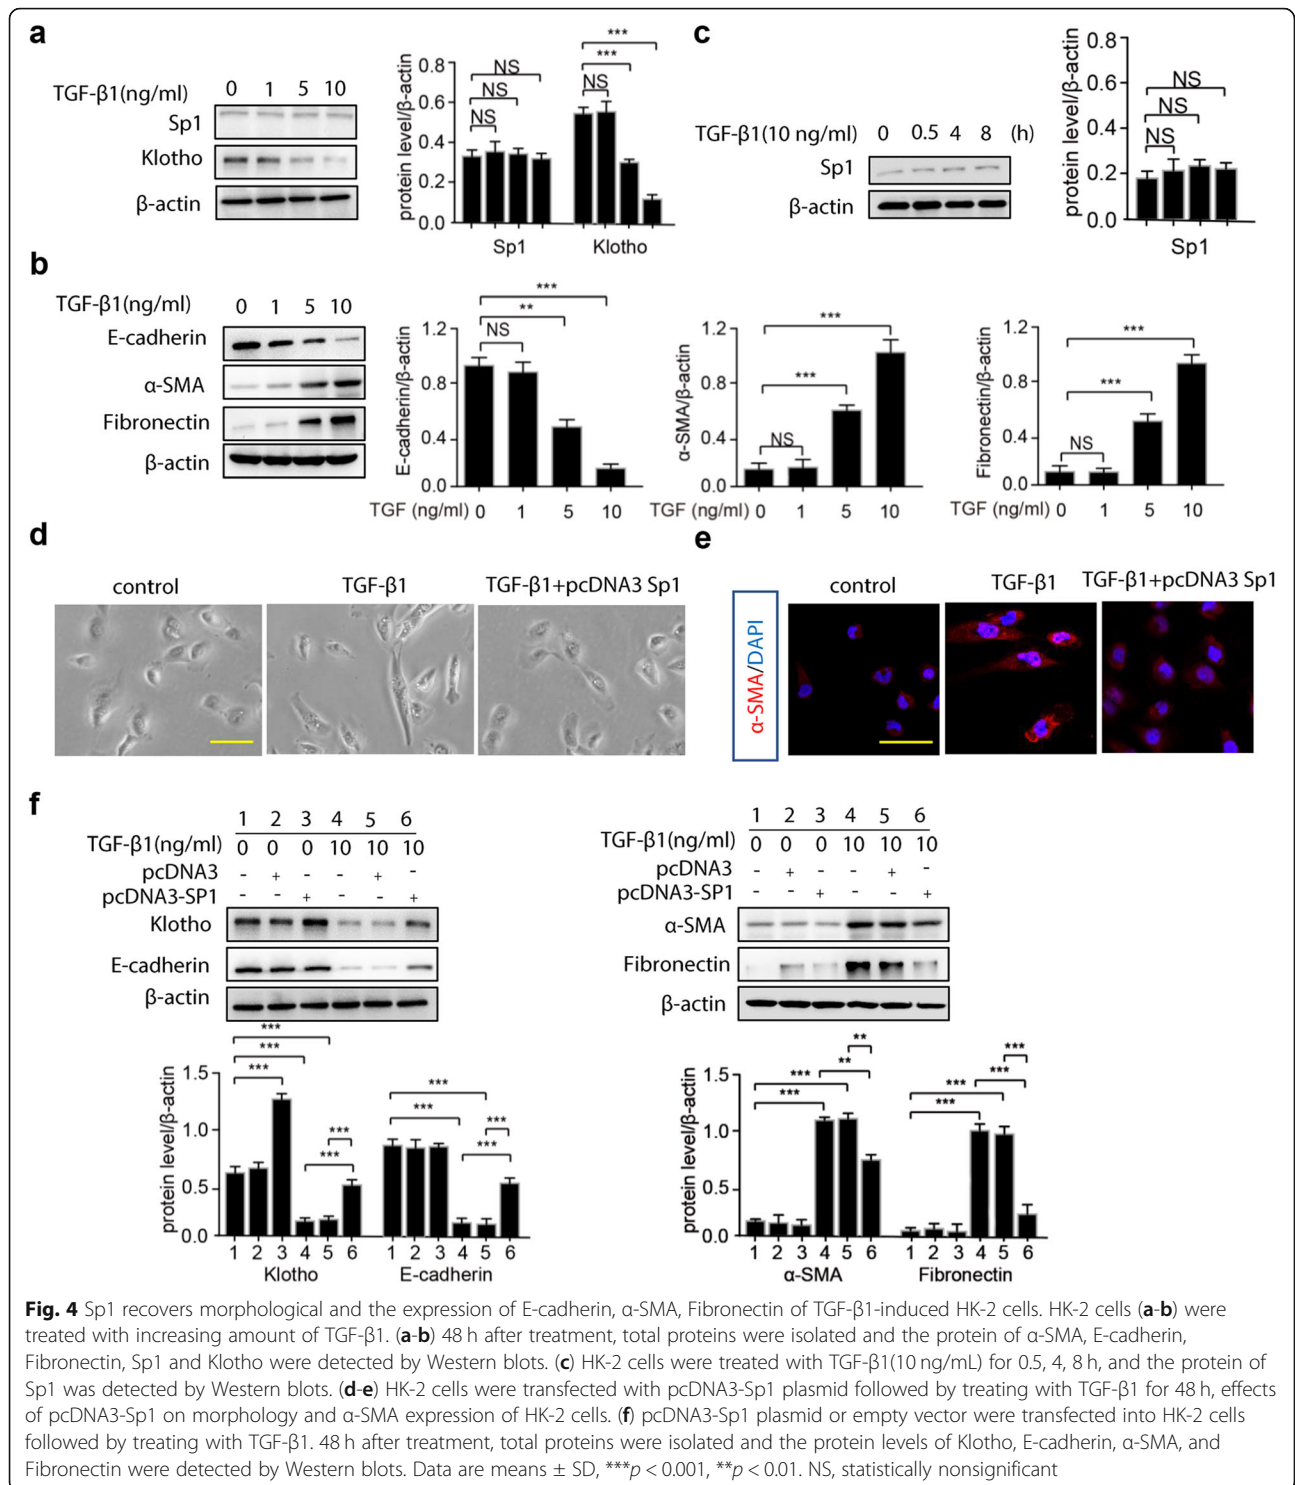 a
TGF-β1(ng/ml) 0 1 5 10
Sp1
Klotho
β-actin
protein level/β-actin
0.8
0.6
0.4
0.2
0.0
NS
NS
NS
***
***
NS
Sp1 Klotho
c
TGF-β1(10 ng/ml) 0 0.5 4 8 (h)
Sp1
β-actin
protein level/β-actin
0.8
0.6
0.4
0.2
0.0
NS
NS
NS
Sp1
b
TGF-β1(ng/ml) 0 1 5 10
E-cadherin
α-SMA
Fibronectin
β-actin
E-cadherin/β-actin
1.2
0.8
0.4
0.0
***
**
NS
TGF (ng/ml) 0 1 5 10
α-SMA/β-actin
1.2
0.8
0.4
0.0
***
***
NS
TGF (ng/ml) 0 1 5 10
Fibronectin/β-actin
1.2
0.8
0.4
0.0
***
***
NS
TGF (ng/ml) 0 1 5 10
d
control TGF-β1 TGF-β1+pcDNA3 Sp1
e
control TGF-β1 TGF-β1+pcDNA3 Sp1
α-SMA/DAPI
f
1 2 3 4 5 6
TGF-β1(ng/ml) 0 0 0 10 10 10
pcDNA3 - + - - + -
pcDNA3-SP1 - - + - - +
Klotho
E-cadherin
β-actin
protein level/β-actin
1.5
1.0
0.5
0.0
***
***
***
***
***
***
***
***
***
1 2 3 4 5 6 1 2 3 4 5 6
Klotho E-cadherin
1 2 3 4 5 6
TGF-β1(ng/ml) 0 0 0 10 10 10
pcDNA3 - + - - + -
pcDNA3-SP1 - - + - - +
α-SMA
Fibronectin
β-actin
protein level/β-actin
1.5
1.0
0.5
0.0
**
**
***
***
***
***
***
***
1 2 3 4 5 6 1 2 3 4 5 6
α-SMA Fibronectin
Fig. 4 Sp1 recovers morphological and the expression of E-cadherin, α-SMA, Fibronectin of TGF-β1-induced HK-2 cells. HK-2 cells (a-b) were
treated with increasing amount of TGF-β1. (a-b) 48 h after treatment, total proteins were isolated and the protein of α-SMA, E-cadherin,
Fibronectin, Sp1 and Klotho were detected by Western blots. (c) HK-2 cells were treated with TGF-β1(10 ng/mL) for 0.5, 4, 8 h, and the protein of
Sp1 was detected by Western blots. (d-e) HK-2 cells were transfected with pcDNA3-Sp1 plasmid followed by treating with TGF-β1 for 48 h, effects
of pcDNA3-Sp1 on morphology and α-SMA expression of HK-2 cells. (f) pcDNA3-Sp1 plasmid or empty vector were transfected into HK-2 cells
followed by treating with TGF-β1. 48 h after treatment, total proteins were isolated and the protein levels of Klotho, E-cadherin, α-SMA, and
Fibronectin were detected by Western blots. Data are means ± SD, ***p < 0.001, **p < 0.01. NS, statistically nonsignificant